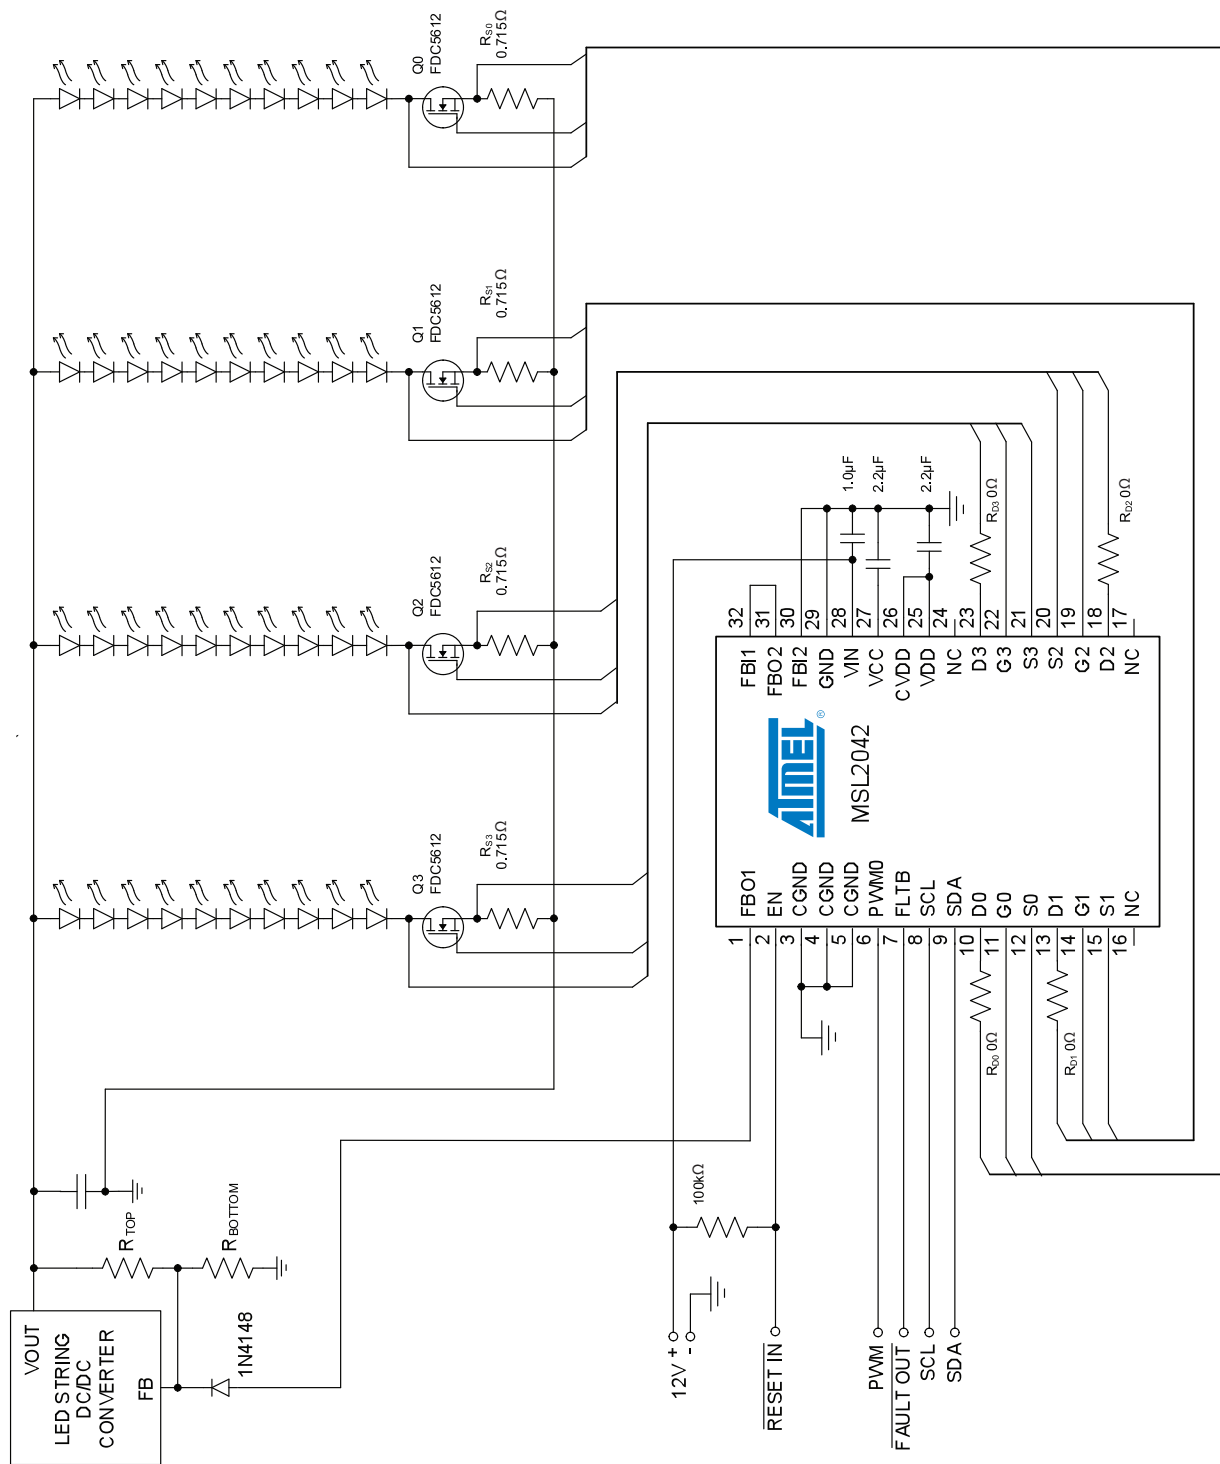 VOUT
LED STRING
DC/DC
CONVERTER
FB
R TOP
R BOTTOM
1N4148
Q3
FDC5612
RS3
0.715Ω
Q2
FDC5612
RS2
0.715Ω
Q1
FDC5612
RS1
0.715Ω
Q0
FDC5612
RS0
0.715Ω
12V +
-
100kΩ
RESET IN
PWM
FAULT OUT
SCL
SDA
1 FBO1
2 EN
3 CGND
4 CGND
5 CGND
6 PWM0
7 FLTB
8 SCL
9 SDA
10 D0
11 G0
12 S0
13 D1
14 G1
15 S1
16 NC
RD0 0Ω
RD1 0Ω
ATMEL ®
MSL2042
FBI1 32
FBO2 31
FBI2 30
GND 29
VIN 28
VCC 27
CVDD 26
VDD 25
NC 24
D3 23
G3 22
S3 21
S2 20
G2 19
D2 18
NC 17
1.0µF
2.2µF
2.2µF
RD3 0Ω
RD2 0Ω